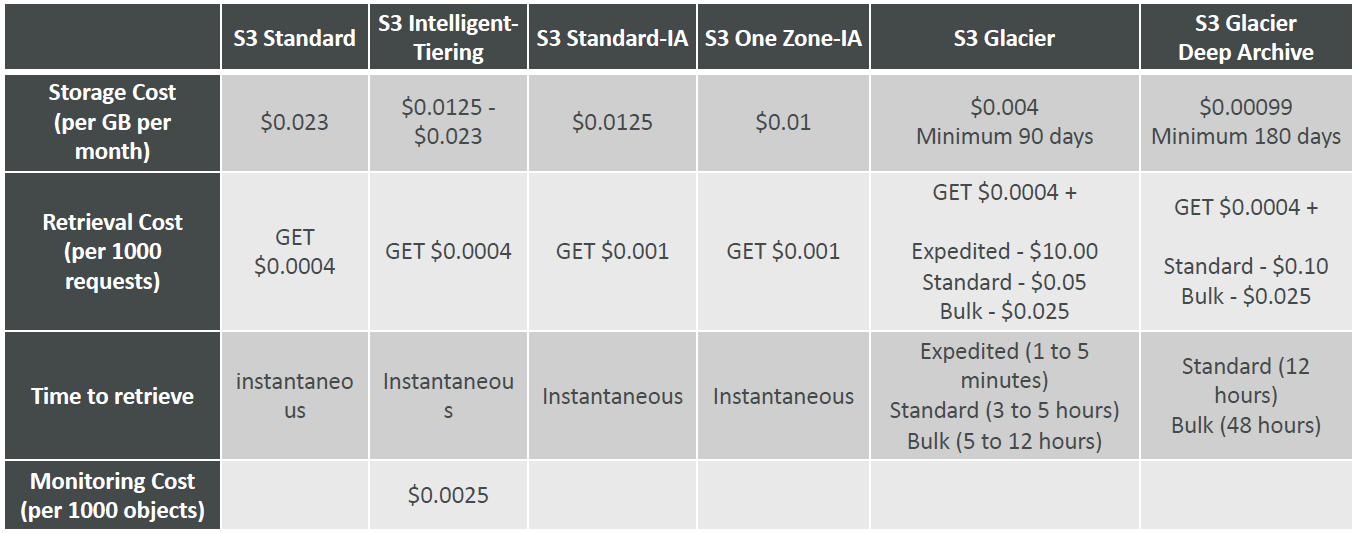 S3 Standard
S3 Intelligent-
Tiering
S3 Standard-IA
S3 One Zone-IA
S3 Glacier
S3 Glacier
Deep Archive
Storage Cost
(per GB per
month)
$0.023
$0.0125 -
$0.023
$0.0125
$0.01
$0.004
Minimum 90 days
$0.00099
Minimum 180 days
Retrieval Cost
(per 1000
requests)
GET
$0.0004
GET $0.0004
GET $0.001
GET $0.001
GET $0.0004 +
Expedited - $10.00
Standard - $0.05
Bulk - $0.025
GET $0.0004 +
Standard - $0.10
Bulk - $0.025
Time to retrieve
instantaneo
us
Instantaneou
s
Instantaneous
Instantaneous
Expedited (1 to 5
minutes)
Standard (3 to 5 hours)
Bulk (5 to 12 hours)
Standard (12
hours)
Bulk (48 hours)
Monitoring Cost
(per 1000 objects)
$0.0025